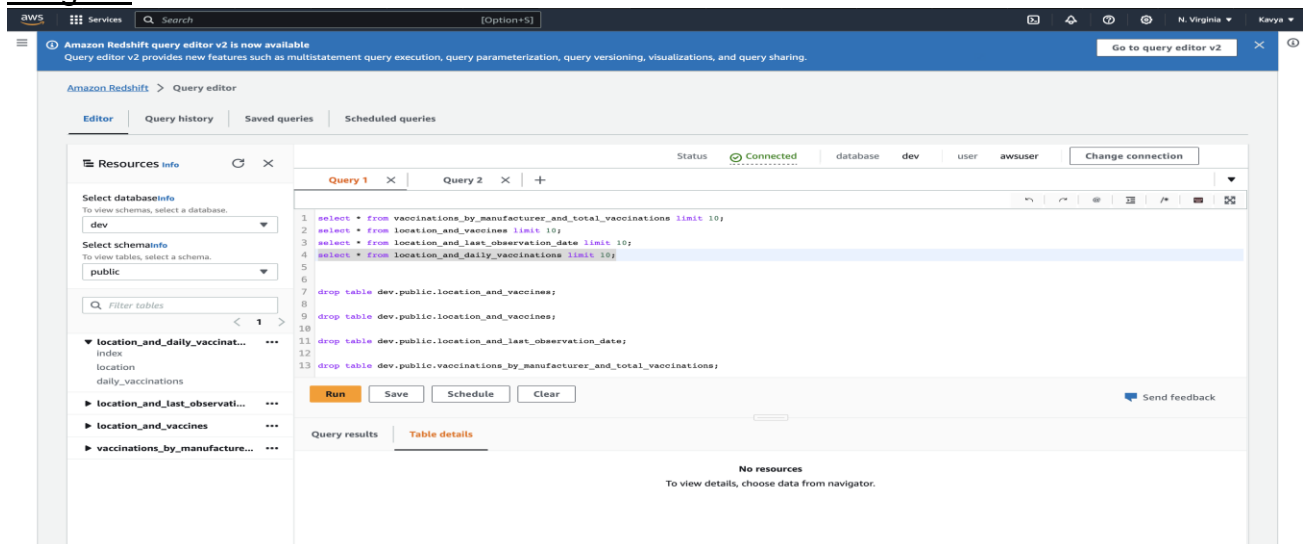 aws Services Search [Option+S] N. Virginia ▼ Kavya ▼
Amazon Redshift query editor v2 is now available
Query editor v2 provides new features such as multistatement query execution, query parameterization, query versioning, visualizations, and query sharing.
Go to query editor v2
Amazon Redshift > Query editor
Editor Query history Saved queries Scheduled queries
Resources Info
Status Connected database dev user awsuser Change connection
Query 1 × Query 2 × +
Select database Info
To view schemas, select a database.
dev
Select schema Info
To view tables, select a schema.
public
Filter tables
< 1 >
location_and_daily_vaccinat... •••
index
location
daily_vaccinations
location_and_last_observati... •••
location_and_vaccines •••
vaccinations_by_manufacture... •••
1 select * from vaccinations_by_manufacturer_and_total_vaccinations limit 10;
2 select * from location_and_vaccines limit 10;
3 select * from location_and_last_observation_date limit 10;
4 select * from location_and_daily_vaccinations limit 10;
5
6
7 drop table dev.public.location_and_vaccines;
8
9 drop table dev.public.location_and_vaccines;
10
11 drop table dev.public.location_and_last_observation_date;
12
13 drop table dev.public.vaccinations_by_manufacturer_and_total_vaccinations;
Run Save Schedule Clear
Send feedback
Query results Table details
No resources
To view details, choose data from navigator.